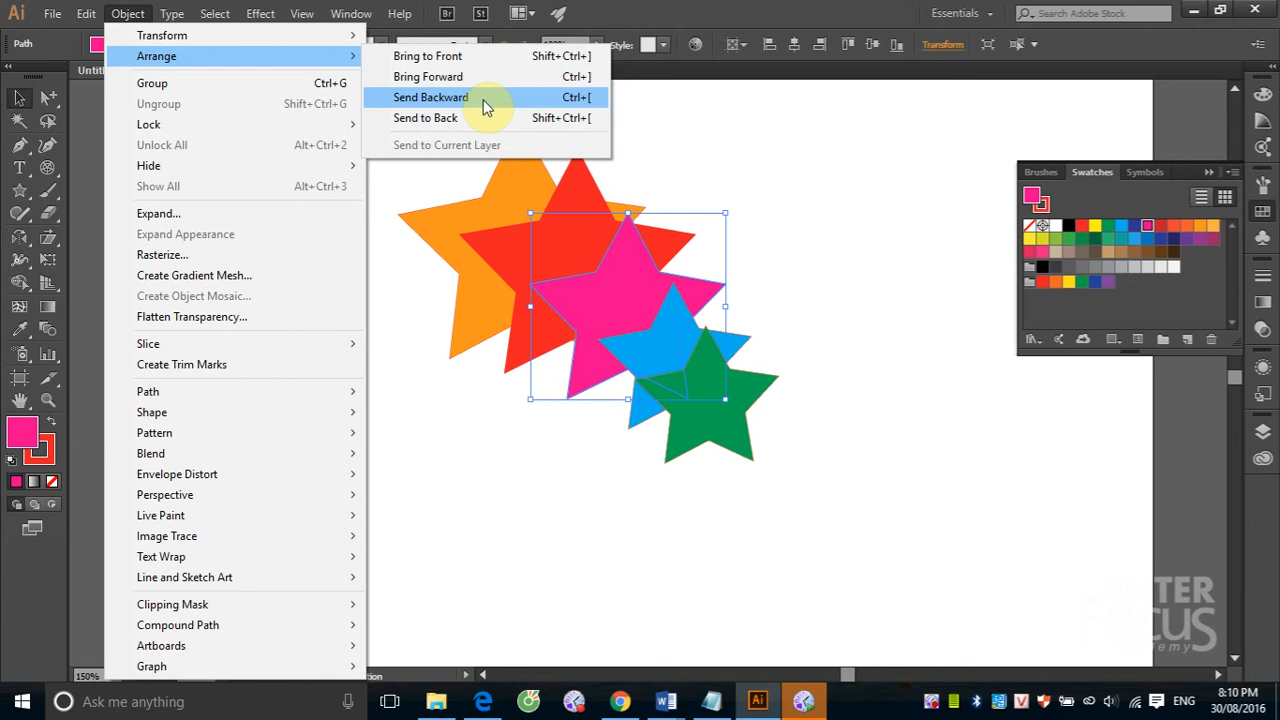 Ai File Edit Object Type Select Effect View Window Help Br St Essentials Search Adobe Stock
Path
Styles:
Transform
Transform
Arrange
Group Ctrl+G
Ungroup Shift+Ctrl+G
Lock
Unlock All Alt+Ctrl+2
Hide
Show All Alt+Ctrl+3
Expand...
Expand Appearance
Rasterize...
Create Gradient Mesh...
Create Object Mosaic...
Flatten Transparency...
Slice
Create Trim Marks
Path
Shape
Pattern
Blend
Envelope Distort
Perspective
Live Paint
Image Trace
Text Wrap
Line and Sketch Art
Clipping Mask
Compound Path
Artboards
Graph
Bring to Front Shift+Ctrl+]
Bring Forward Ctrl+]
Send Backward Ctrl+[
Send to Back Shift+Ctrl+[
Send to Current Layer
Brushes Swatches Symbols
150%
Ask me anything
Ai
V
ENG
8:10 PM
30/08/2016